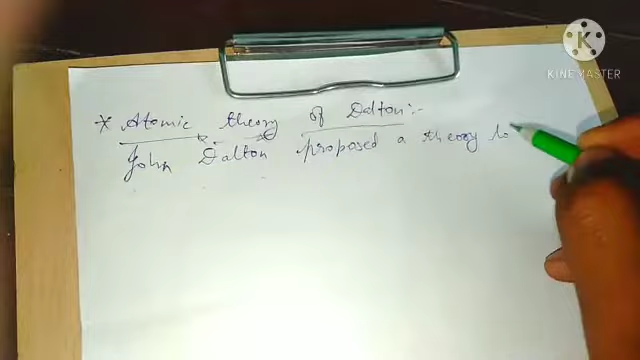 * Atomic theory of Dalton:-
John Dalton proposed a theory to
K
KINEMASTER